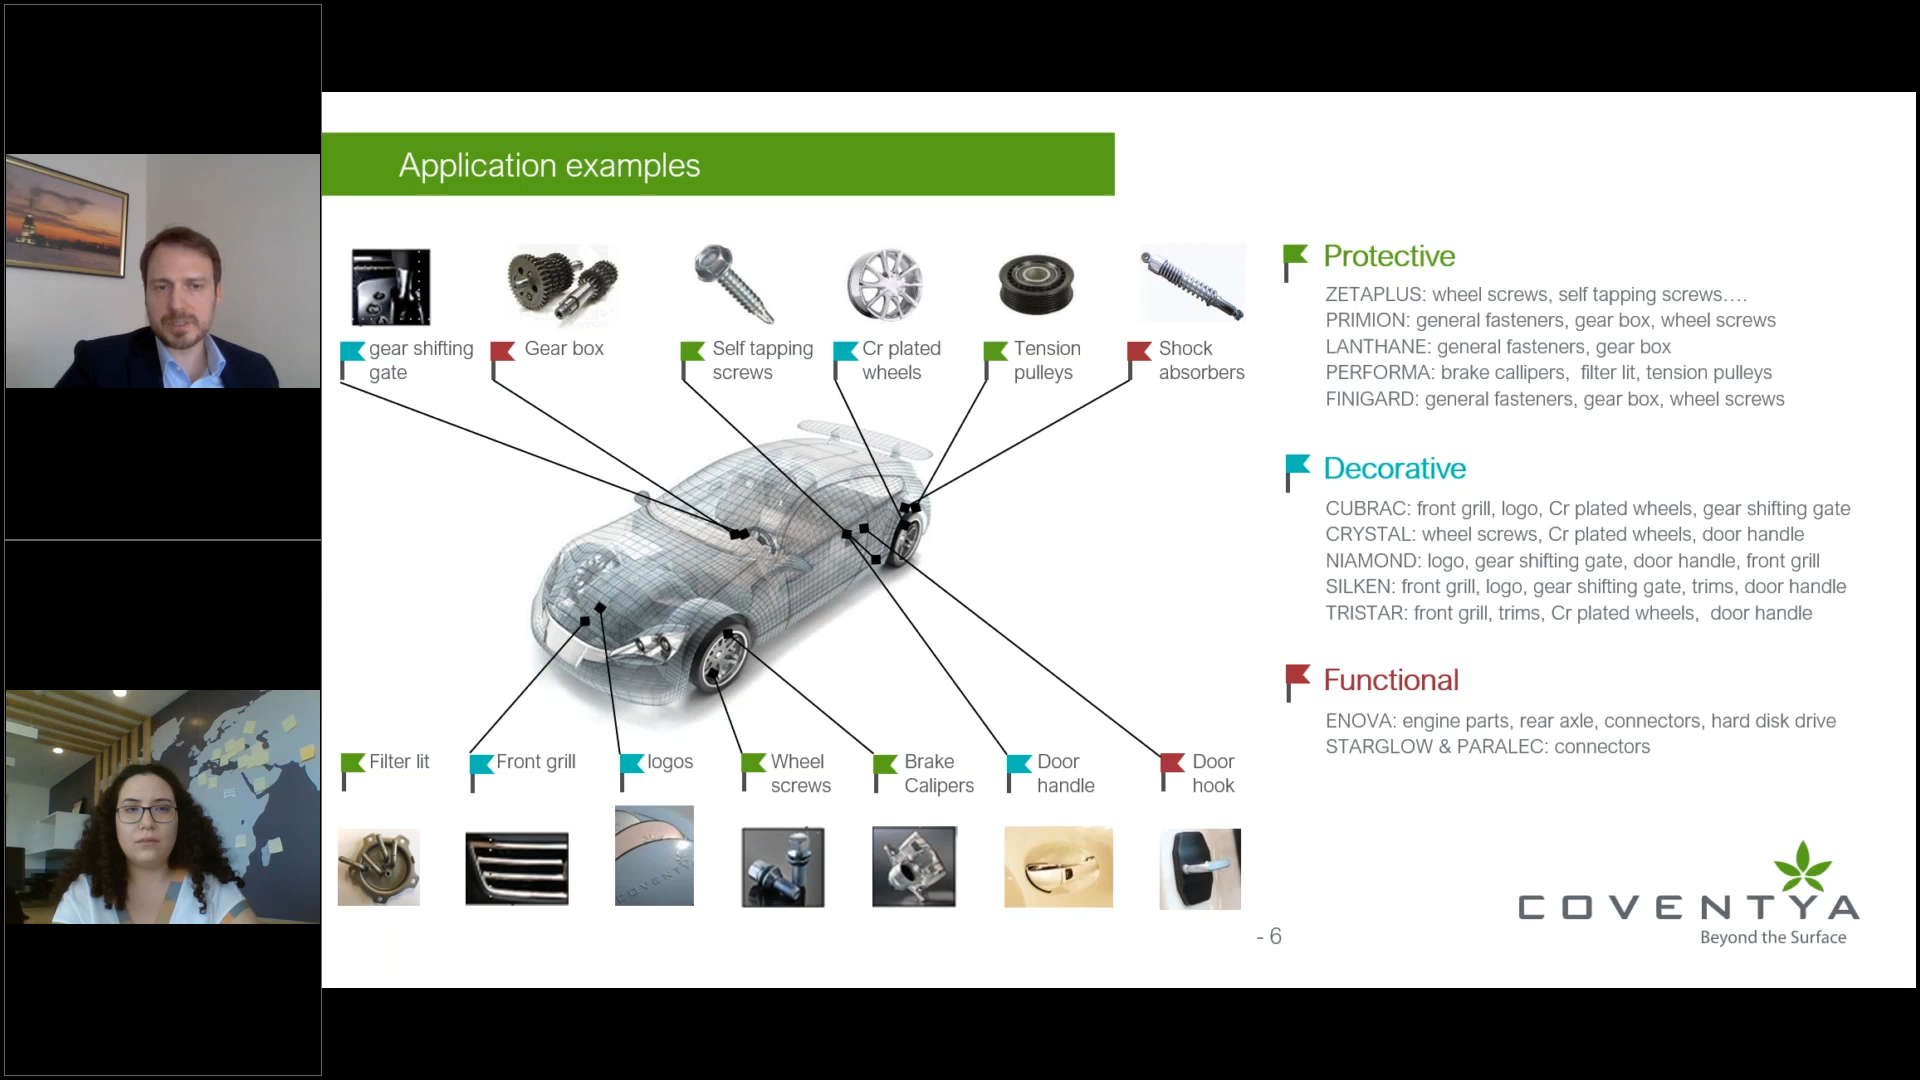 Application examples
gear shifting
gate
Gear box
Self tapping
screws
Cr plated
wheels
Tension
pulleys
Shock
absorbers
Filter lit
Front grill
logos
Wheel
screws
Brake
Calipers
Door
handle
Door
hook
COVENTYA
- 6
Protective
ZETAPLUS: wheel screws, self tapping screws….
PRIMION: general fasteners, gear box, wheel screws
LANTHANE: general fasteners, gear box
PERFORMA: brake callipers, filter lit, tension pulleys
FINIGARD: general fasteners, gear box, wheel screws
Decorative
CUBRAC: front grill, logo, Cr plated wheels, gear shifting gate
CRYSTAL: wheel screws, Cr plated wheels, door handle
NIAMOND: logo, gear shifting gate, door handle, front grill
SILKEN: front grill, logo, gear shifting gate, trims, door handle
TRISTAR: front grill, trims, Cr plated wheels, door handle
Functional
ENOVA: engine parts, rear axle, connectors, hard disk drive
STARGLOW & PARALEC: connectors
COVENTYA
Beyond the Surface